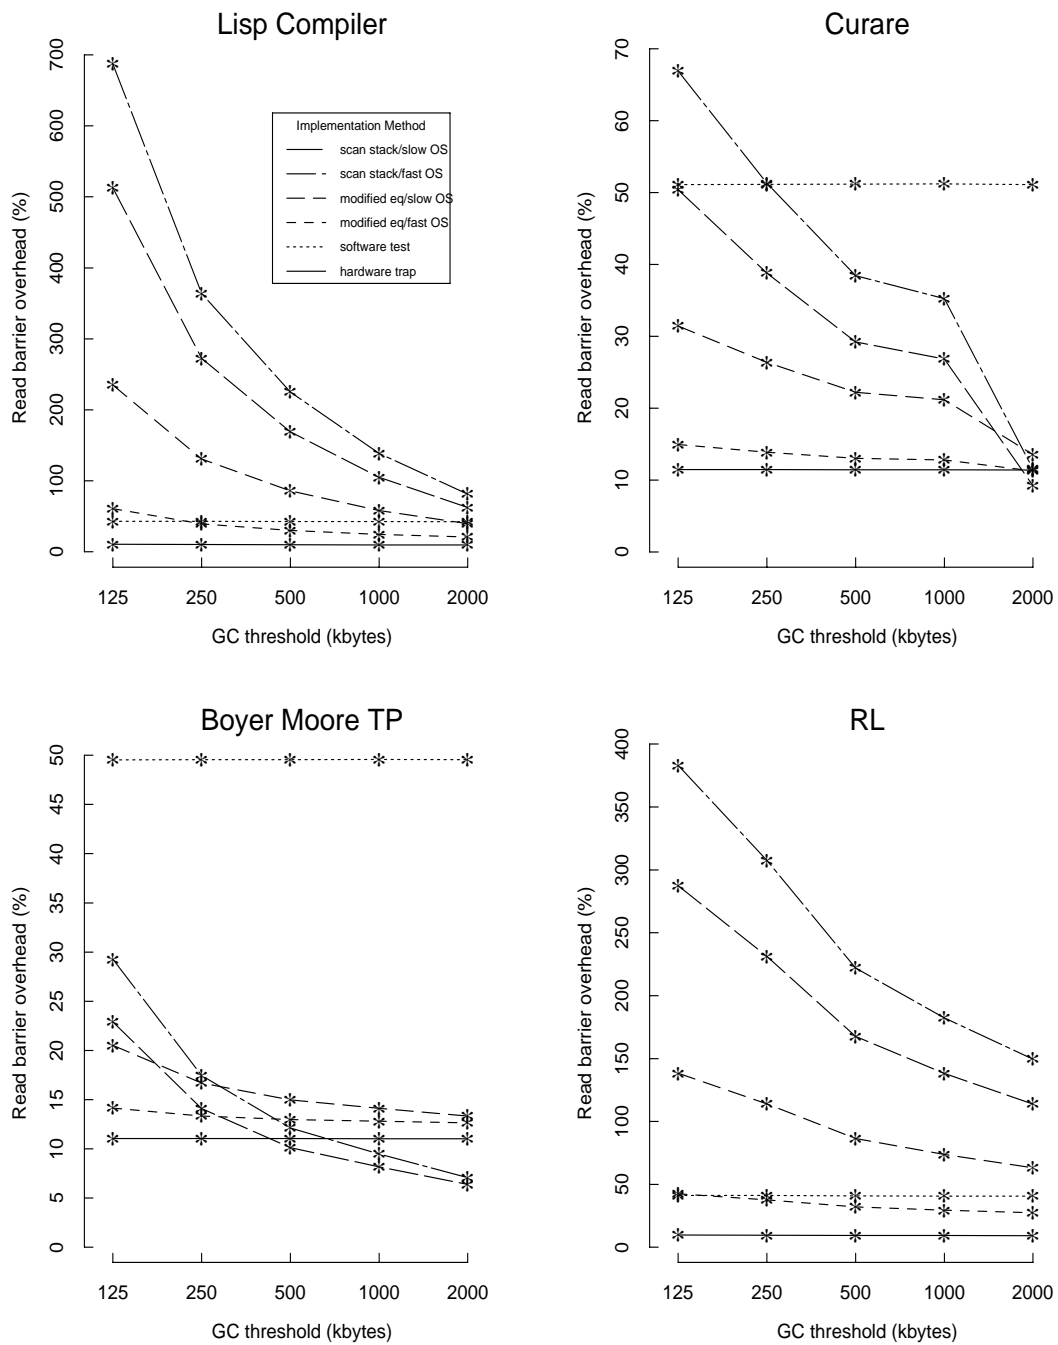 Lisp Compiler
700
600
500
400
300
200
100
0
Read barrier overhead (%)
Implementation Method
scan stack/slow OS
scan stack/fast OS
modified eq/slow OS
modified eq/fast OS
software test
hardware trap
125 250 500 1000 2000
GC threshold (kbytes)
Curare
70
60
50
40
30
20
10
0
Read barrier overhead (%)
125 250 500 1000 2000
GC threshold (kbytes)
Boyer Moore TP
50
45
40
35
30
25
20
15
10
5
0
Read barrier overhead (%)
125 250 500 1000 2000
GC threshold (kbytes)
RL
400
350
300
250
200
150
100
50
0
Read barrier overhead (%)
125 250 500 1000 2000
GC threshold (kbytes)